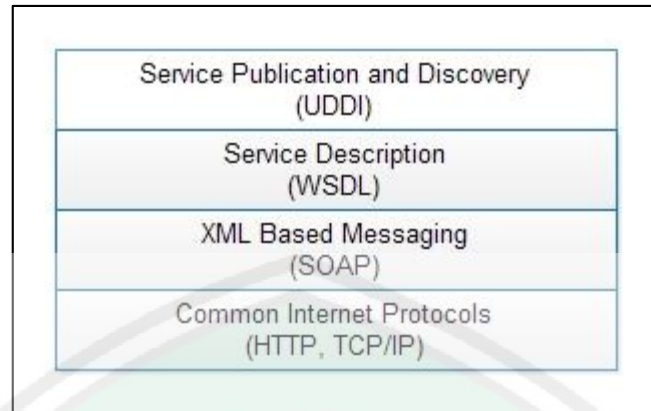 Service Publication and Discovery
(UDDI)
Service Description
(WSDL)
XML Based Messaging
(SOAP)
Common Internet Protocols
(HTTP, TCP/IP)